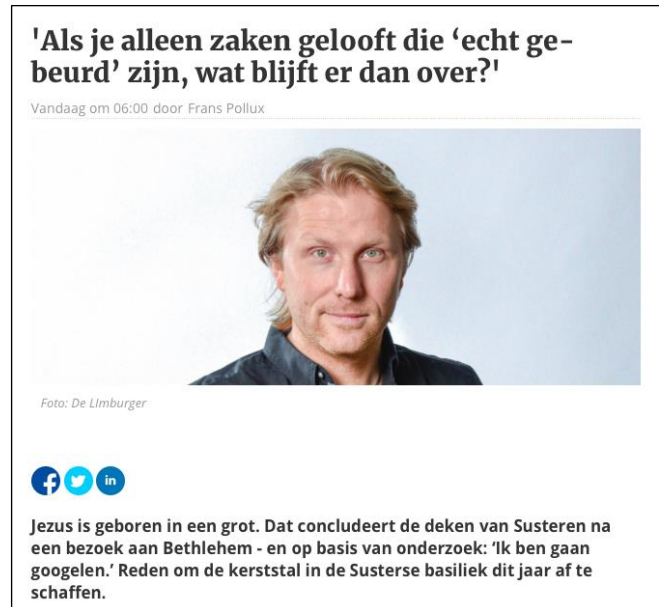 'Als je alleen zaken gelooft die ‘echt ge-
beurd’ zijn, wat blijft er dan over?'
Vandaag om 06:00 door Frans Pollux
Foto: De LImburger
f
in
Jezus is geboren in een grot. Dat concludeert de deken van Susteren na
een bezoek aan Bethlehem - en op basis van onderzoek: ‘Ik ben gaan
googelen.’ Reden om de kerststal in de Susterse basiliek dit jaar af te
schaffen.